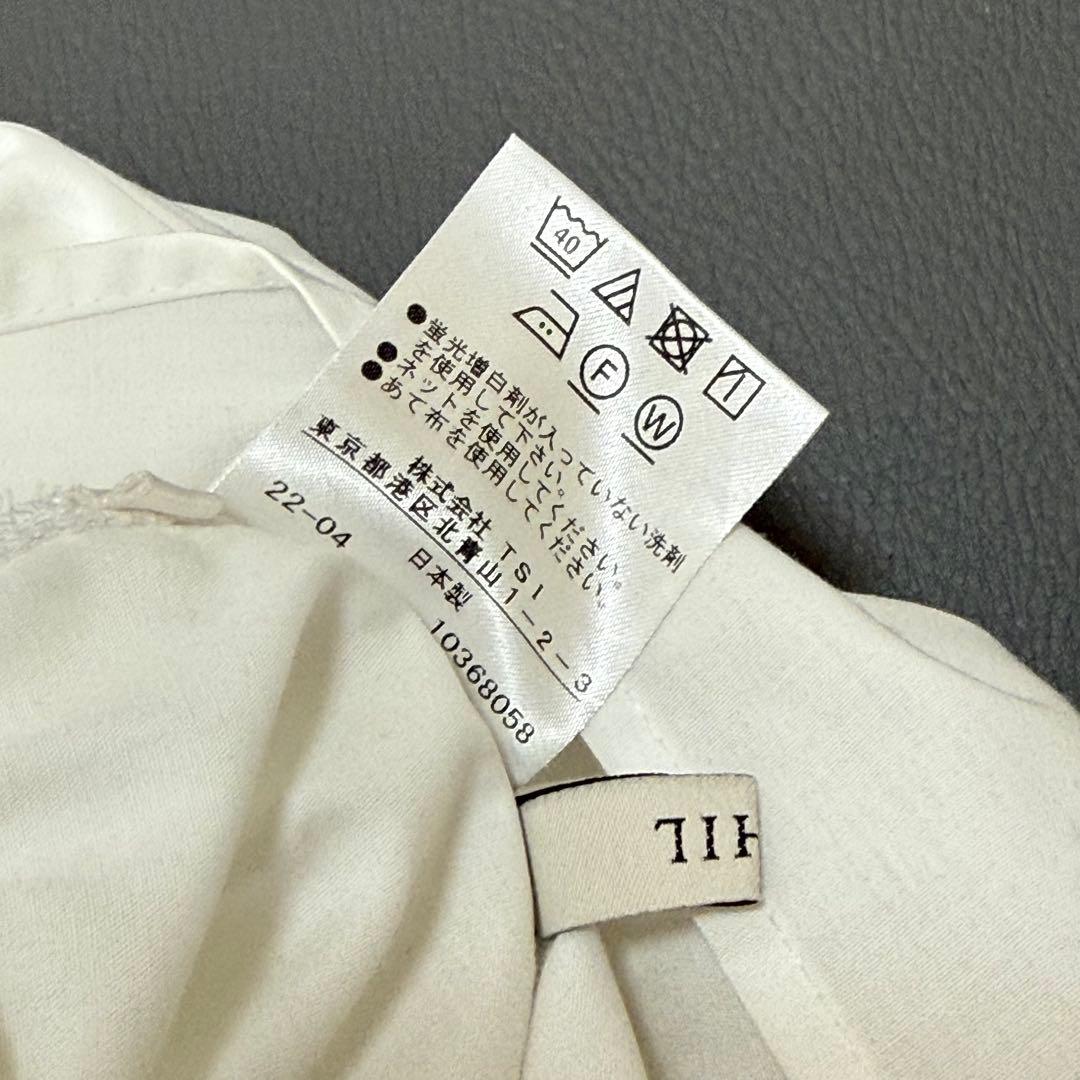 40
F
W
●蛍光増白剤が入っていない洗剤
を使用して下さい。
●ネットを使用してください。
●あて布を使用してください。
株式会社 TSI
東京都港区北青山1-2-3
22-04 日本製 10368058
HIL